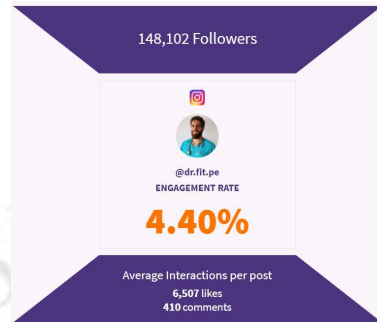 148,102 Followers
@dr.fit.pe
ENGAGEMENT RATE
4.40%
Average Interactions per post
6,507 likes
410 comments